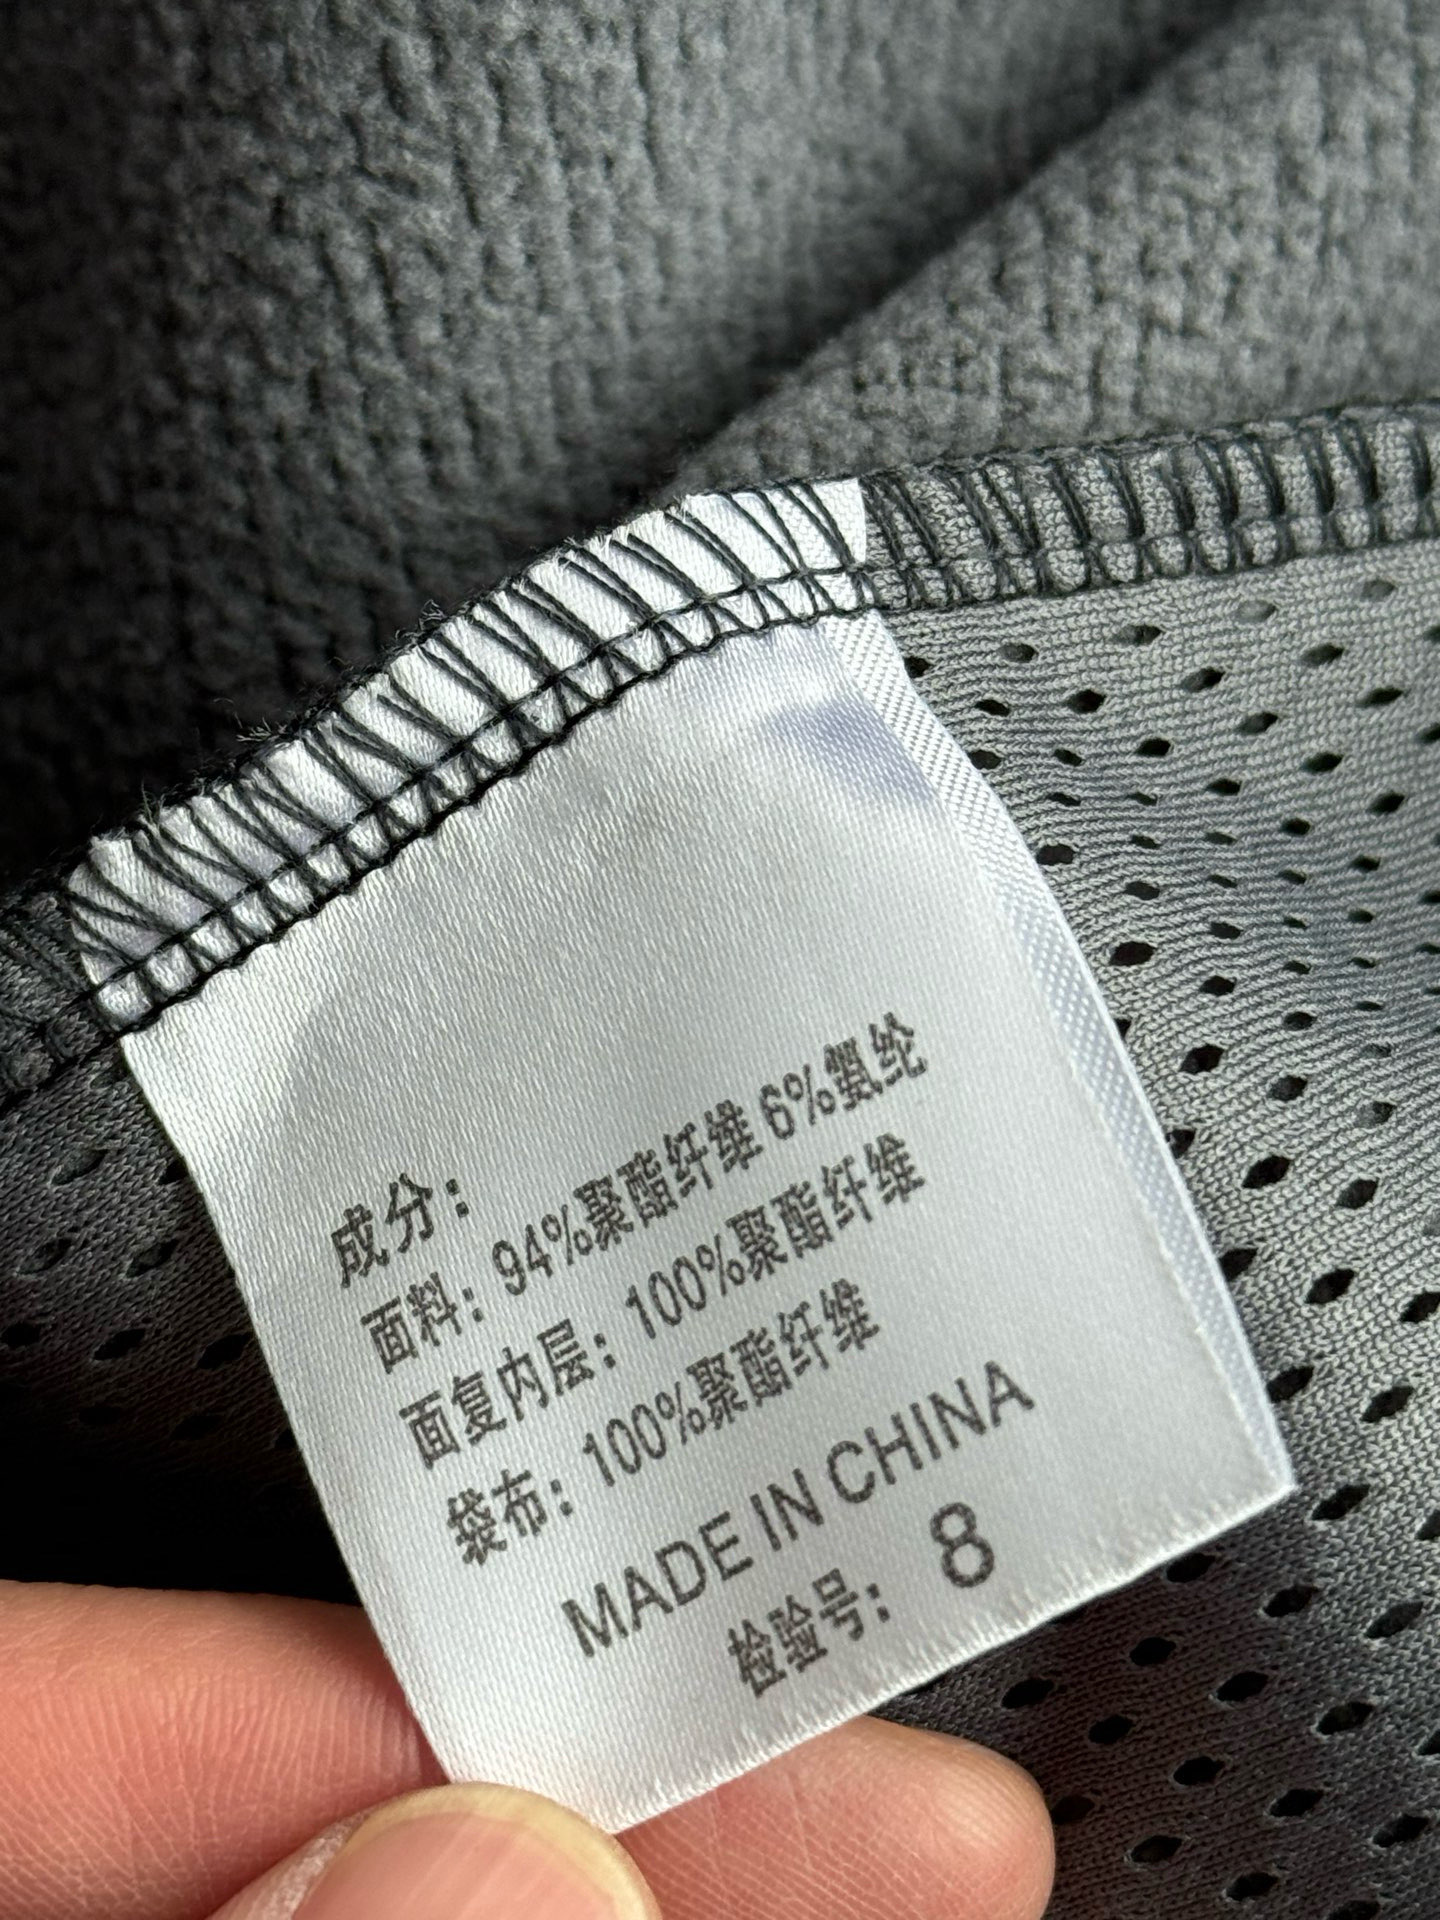 成分：
面料：94%聚酯纤维 6%氨纶
面复内层：100%聚酯纤维
袋布：100%聚酯纤维
MADE IN CHINA
检验号： 8